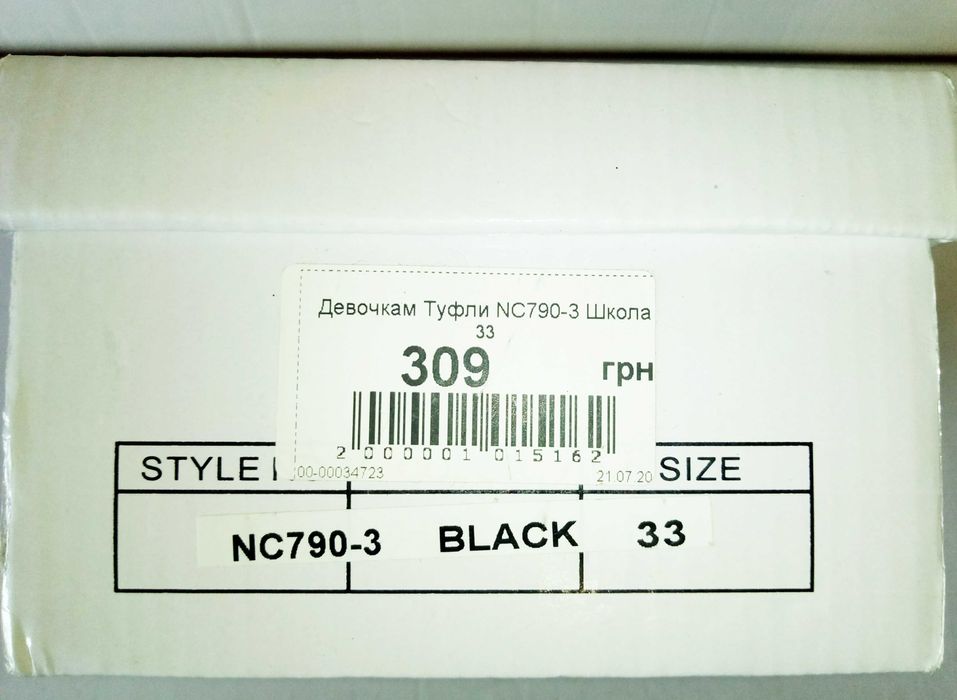 Девочкам Туфли NC790-3 Школа
33
309 грн
2 000001 015162
00-00034723 21.07.20
STYLE SIZE
NC790-3 BLACK 33